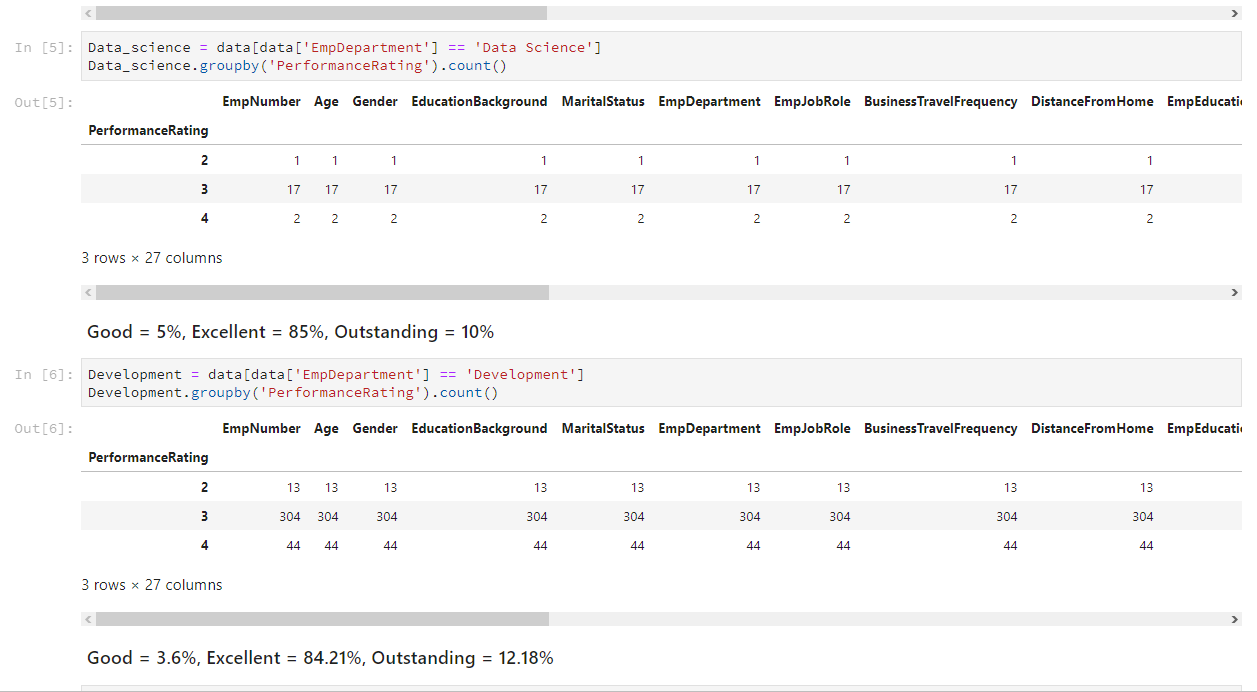 In [5]: Data_science = data[data['EmpDepartment'] == 'Data Science']
Data_science.groupby('PerformanceRating').count()
Out[5]: EmpNumber Age Gender EducationBackground MaritalStatus EmpDepartment EmpJobRole BusinessTravelFrequency DistanceFromHome EmpEducati
PerformanceRating
2 1 1 1 1 1 1 1 1 1
3 17 17 17 17 17 17 17 17 17
4 2 2 2 2 2 2 2 2 2
3 rows × 27 columns
Good = 5%, Excellent = 85%, Outstanding = 10%
In [6]: Development = data[data['EmpDepartment'] == 'Development']
Development.groupby('PerformanceRating').count()
Out[6]: EmpNumber Age Gender EducationBackground MaritalStatus EmpDepartment EmpJobRole BusinessTravelFrequency DistanceFromHome EmpEducati
PerformanceRating
2 13 13 13 13 13 13 13 13 13
3 304 304 304 304 304 304 304 304 304
4 44 44 44 44 44 44 44 44 44
3 rows × 27 columns
Good = 3.6%, Excellent = 84.21%, Outstanding = 12.18%